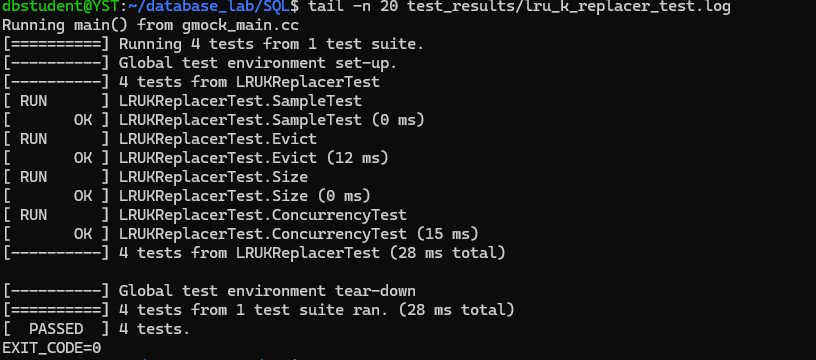 dbstudent@YST:~/database_lab/SQL$ tail -n 20 test_results/lru_k_replacer_test.log
Running main() from gmock_main.cc
[==========] Running 4 tests from 1 test suite.
[----------] Global test environment set-up.
[----------] 4 tests from LRUKReplacerTest
[ RUN      ] LRUKReplacerTest.SampleTest
[       OK ] LRUKReplacerTest.SampleTest (0 ms)
[ RUN      ] LRUKReplacerTest.Evict
[       OK ] LRUKReplacerTest.Evict (12 ms)
[ RUN      ] LRUKReplacerTest.Size
[       OK ] LRUKReplacerTest.Size (0 ms)
[ RUN      ] LRUKReplacerTest.ConcurrencyTest
[       OK ] LRUKReplacerTest.ConcurrencyTest (15 ms)
[----------] 4 tests from LRUKReplacerTest (28 ms total)

[----------] Global test environment tear-down
[==========] 4 tests from 1 test suite ran. (28 ms total)
[  PASSED  ] 4 tests.
EXIT_CODE=0